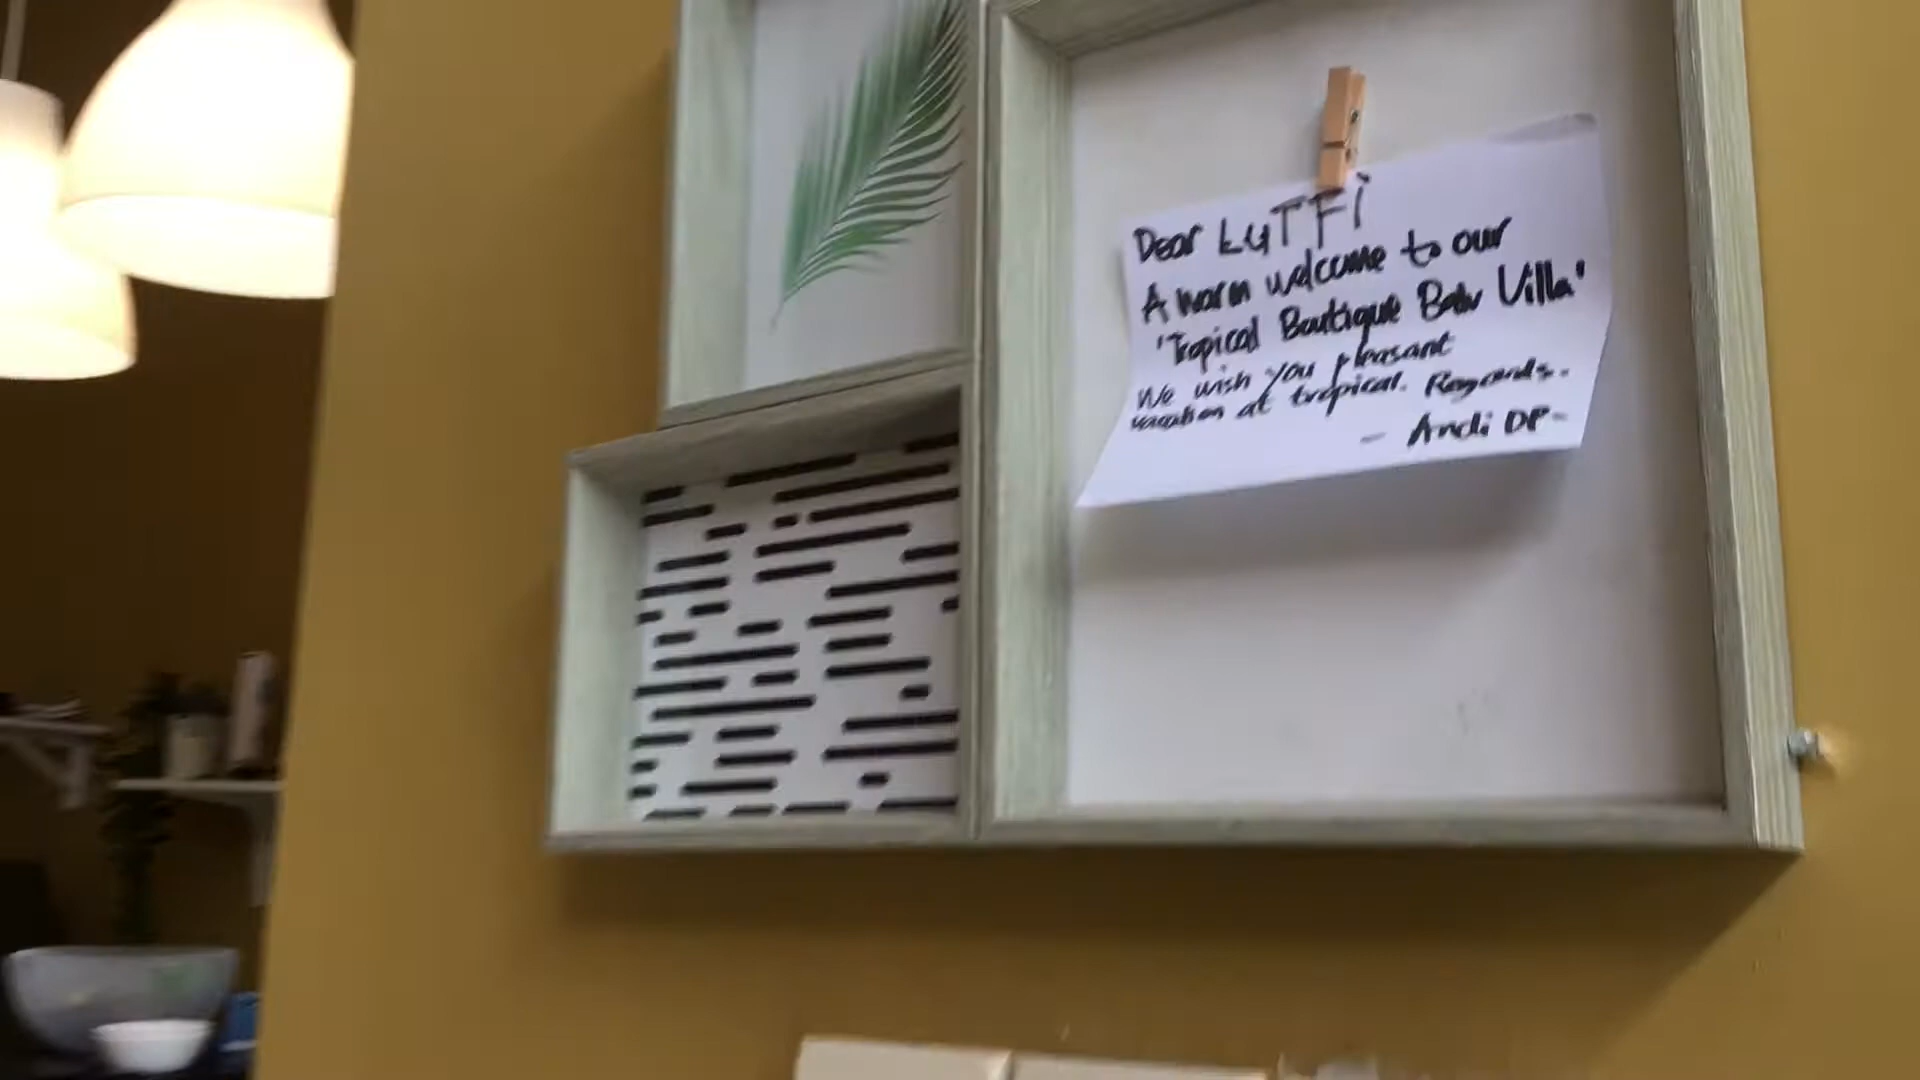 Dear LuTFi
A warm welcome to our
'Tropical Boutique Batu Villa'
We wish you pleasant
vacation at tropical. Regards.
- Andi DP -